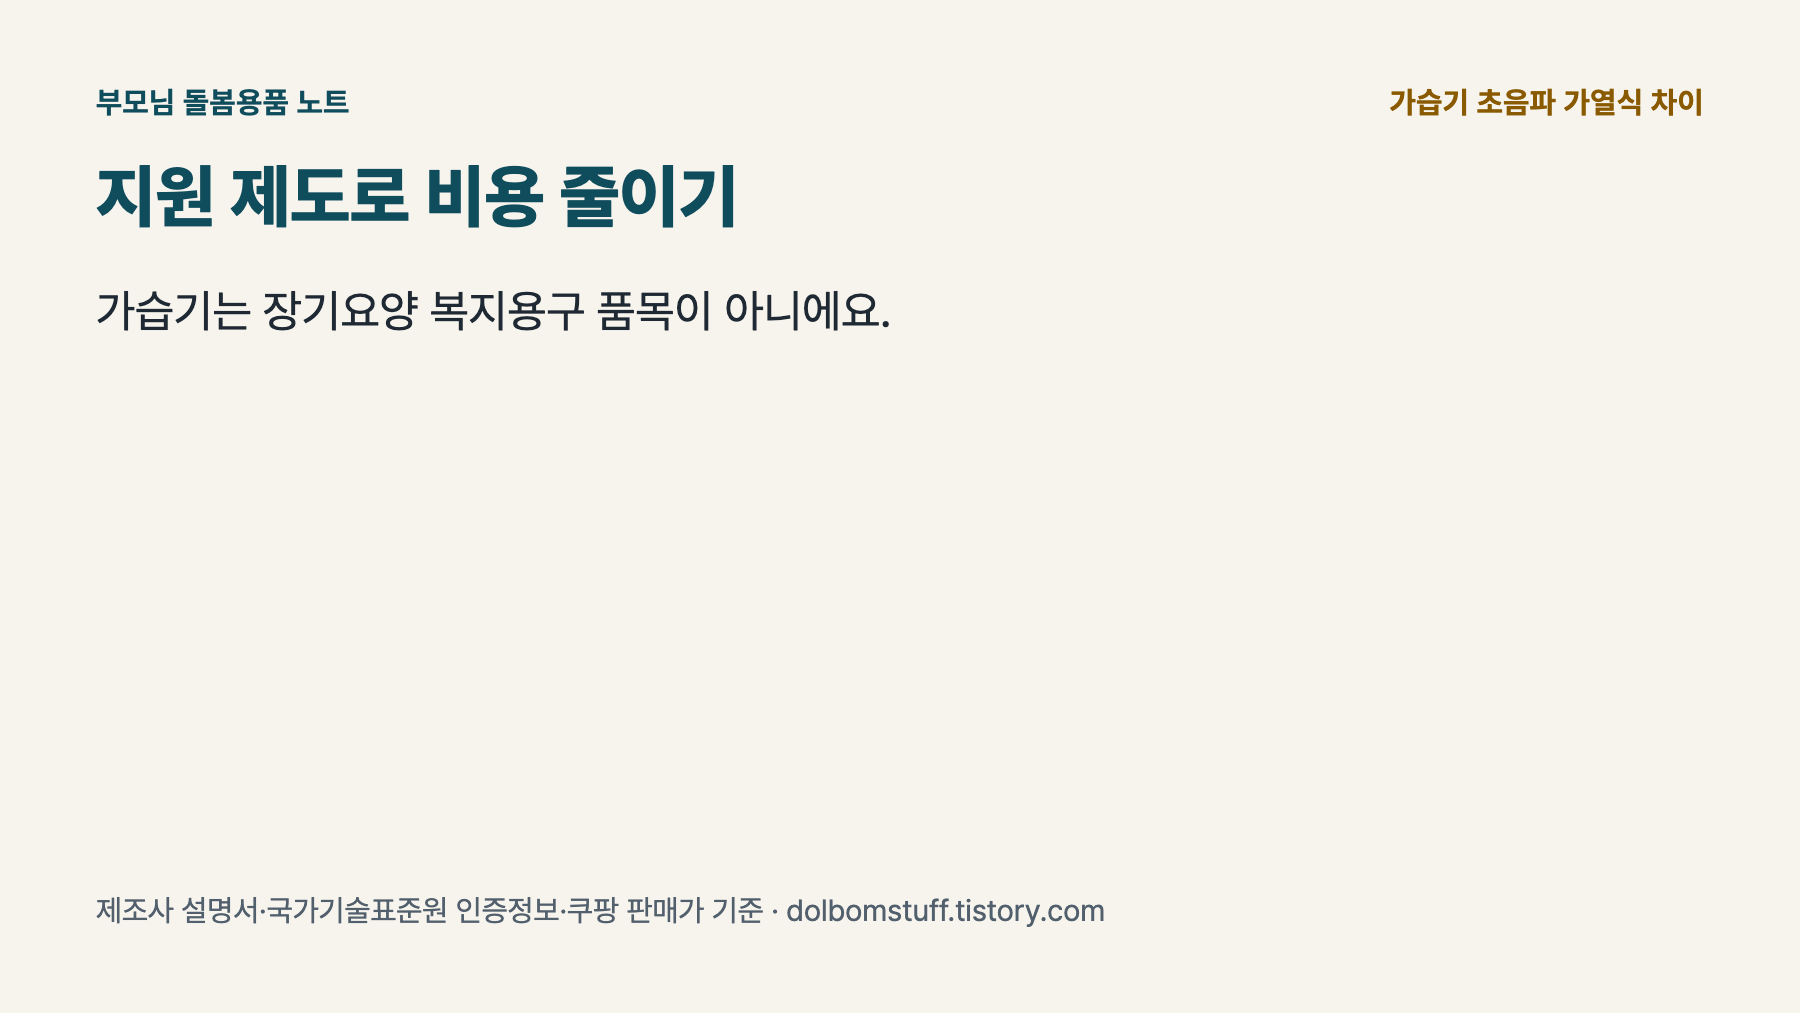 부모님 돌봄용품 노트
가습기 초음파 가열식 차이
지원 제도로 비용 줄이기
가습기는 장기요양 복지용구 품목이 아니에요.
제조사 설명서·국가기술표준원 인증정보·쿠팡 판매가 기준 · dolbomstuff.tistory.com